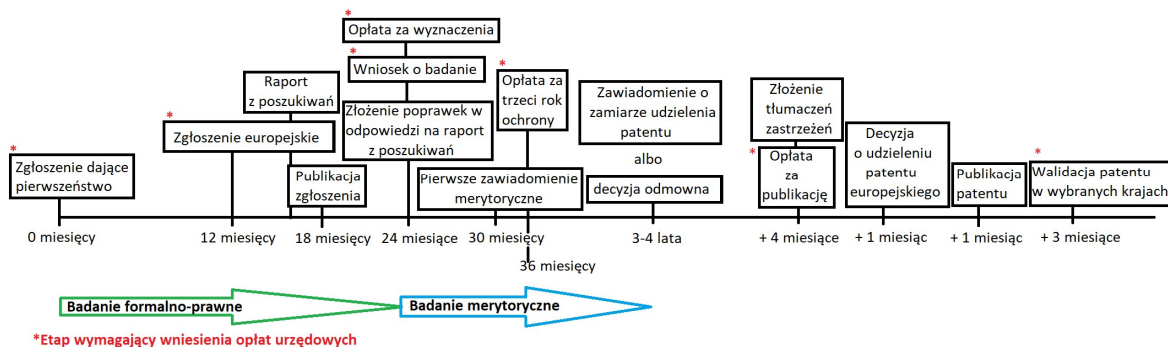 *
Opłata za wyznaczenia
*
Wniosek o badanie
Złożenie poprawek w
odpowiedzi na raport
z poszukiwań
*
Opłata za
trzeci rok
ochrony
Zawiadomienie o
zamiarze udzielenia
patentu
albo
decyzja odmowna
Złożenie
tłumaczeń
zastrzeżeń
*
Opłata
za
publikację
Raport
z poszukiwań
*
Zgłoszenie europejskie
*
Zgłoszenie dające
pierwszeństwo
Publikacja
zgłoszenia
Pierwsze zawiadomienie
merytoryczne
Decyzja
o udzieleniu
patentu
europejskiego
Publikacja
patentu
*
Walidacja patentu
w wybranych krajach
0 miesięcy
12 miesięcy
18 miesięcy
24 miesiące
30 miesięcy
36 miesięcy
3-4 lata
+ 4 miesiące
+ 1 miesiąc
+ 1 miesiąc
+ 3 miesiące
Badanie formalno-prawne
Badanie merytoryczne
*Etap wymagający wniesienia opłat urzędowych